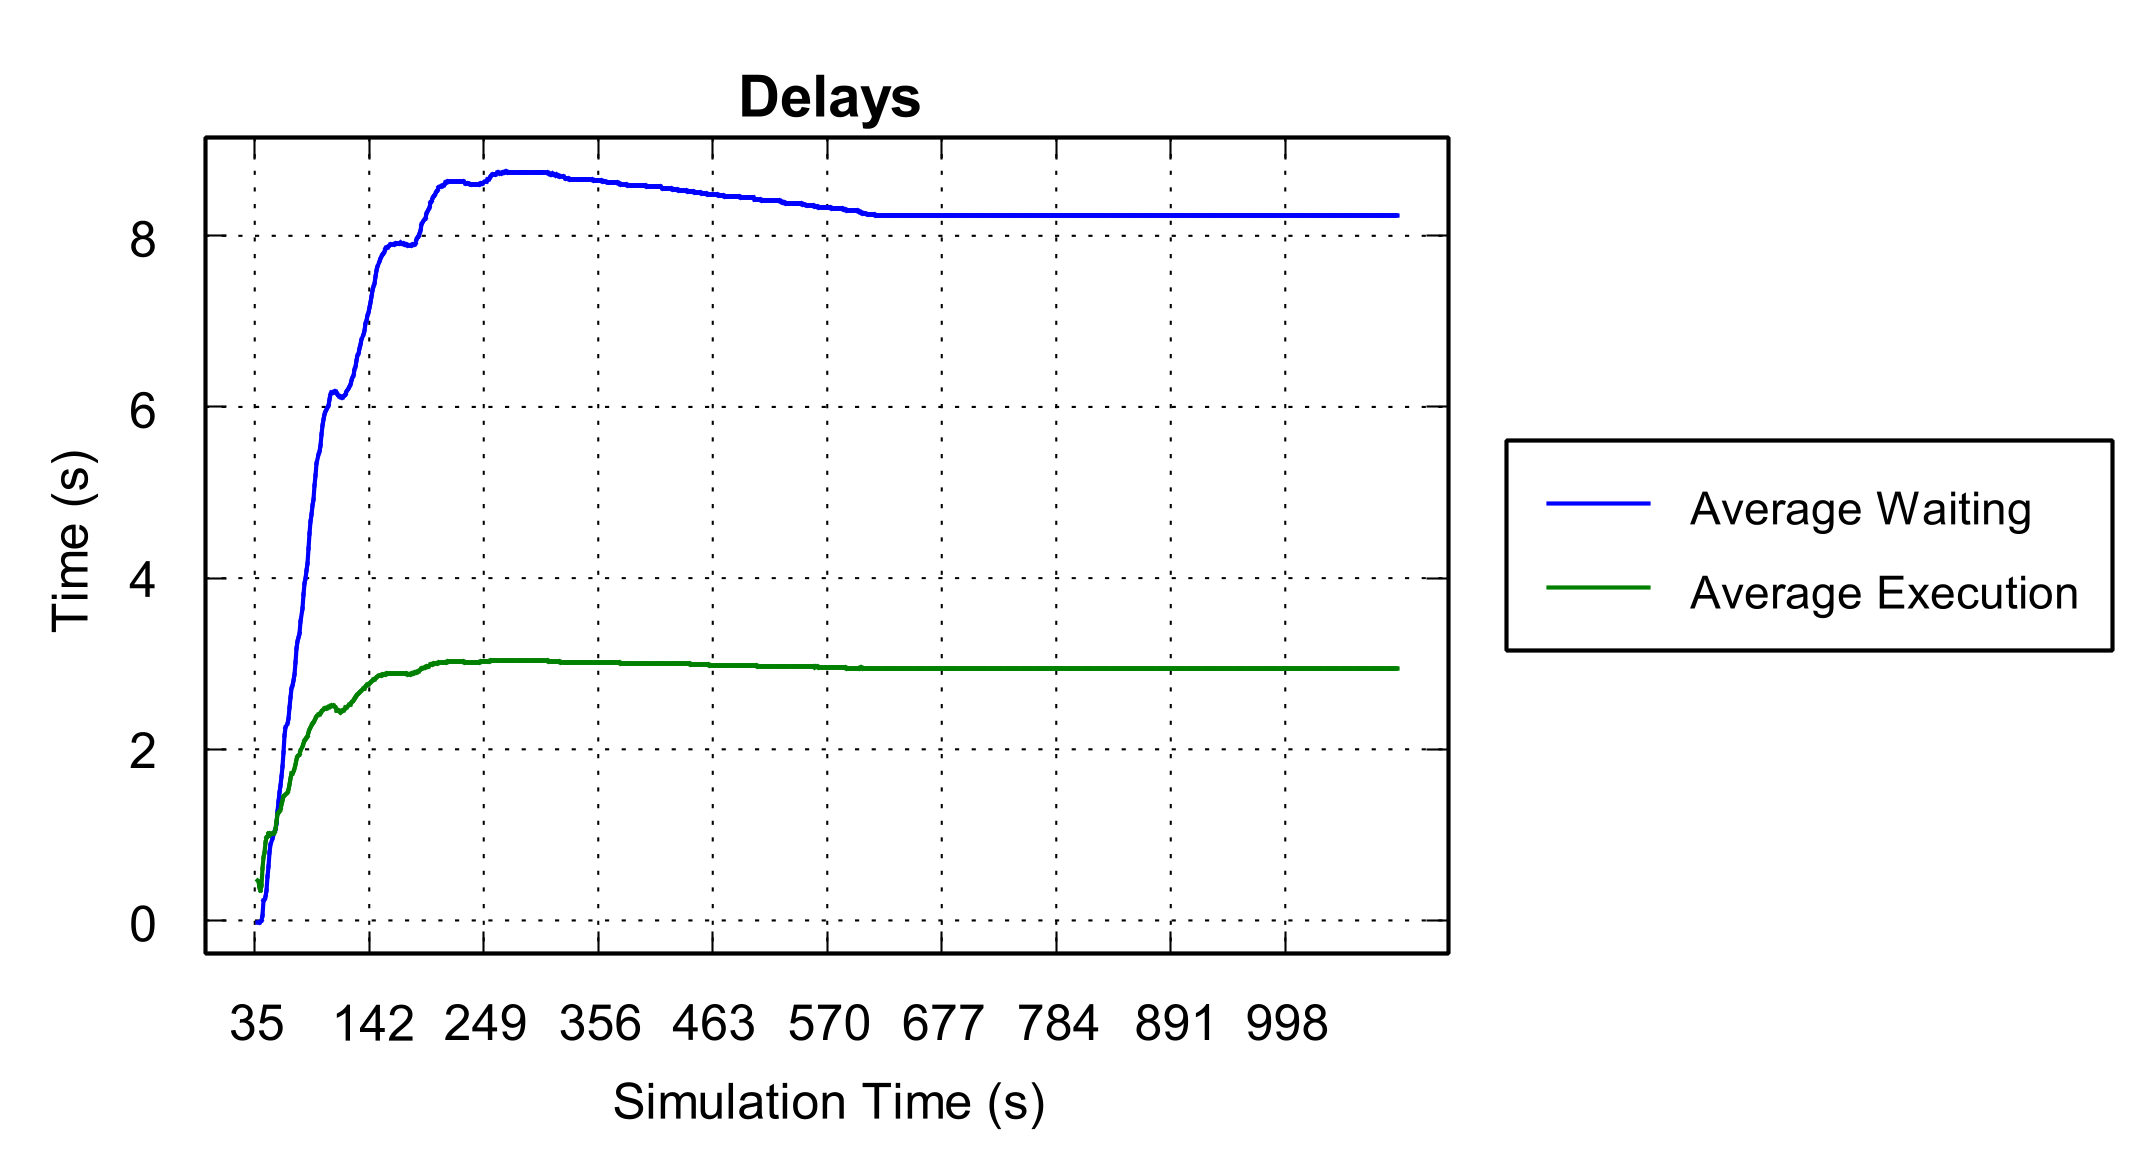 Delays
8
6
4
2
0
Time (s)
35 142 249 356 463 570 677 784 891 998
Simulation Time (s)
Average Waiting
Average Execution